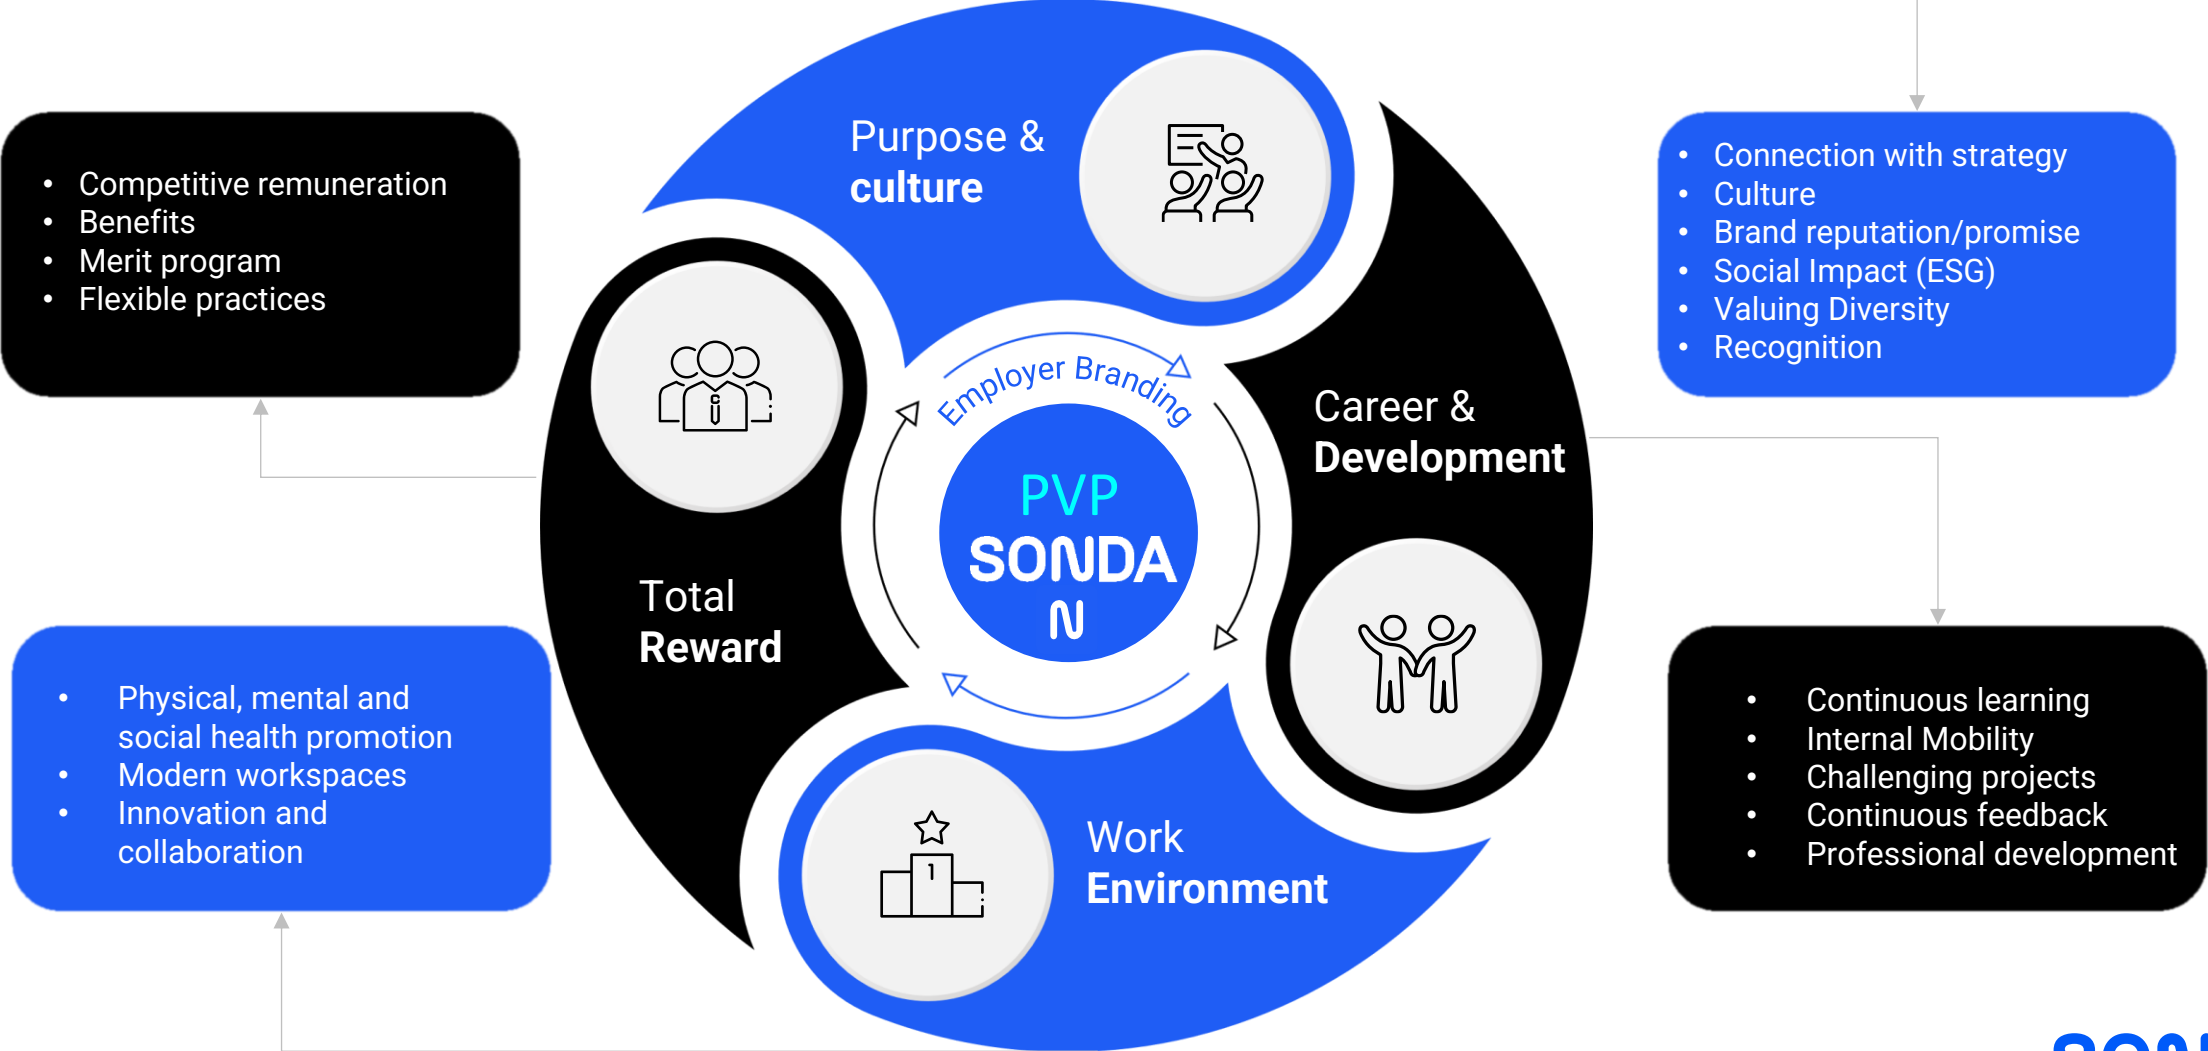 Purpose &
culture
• Competitive remuneration
• Benefits
• Merit program
• Flexible practices
• Connection with strategy
• Culture
• Brand reputation/promise
• Social Impact (ESG)
• Valuing Diversity
• Recognition
Employer Branding
Career &
Development
PVP
SONDA
N
Total
Reward
• Physical, mental and
social health promotion
• Modern workspaces
• Innovation and
collaboration
1
Work
Environment
• Continuous learning
• Internal Mobility
• Challenging projects
• Continuous feedback
• Professional development